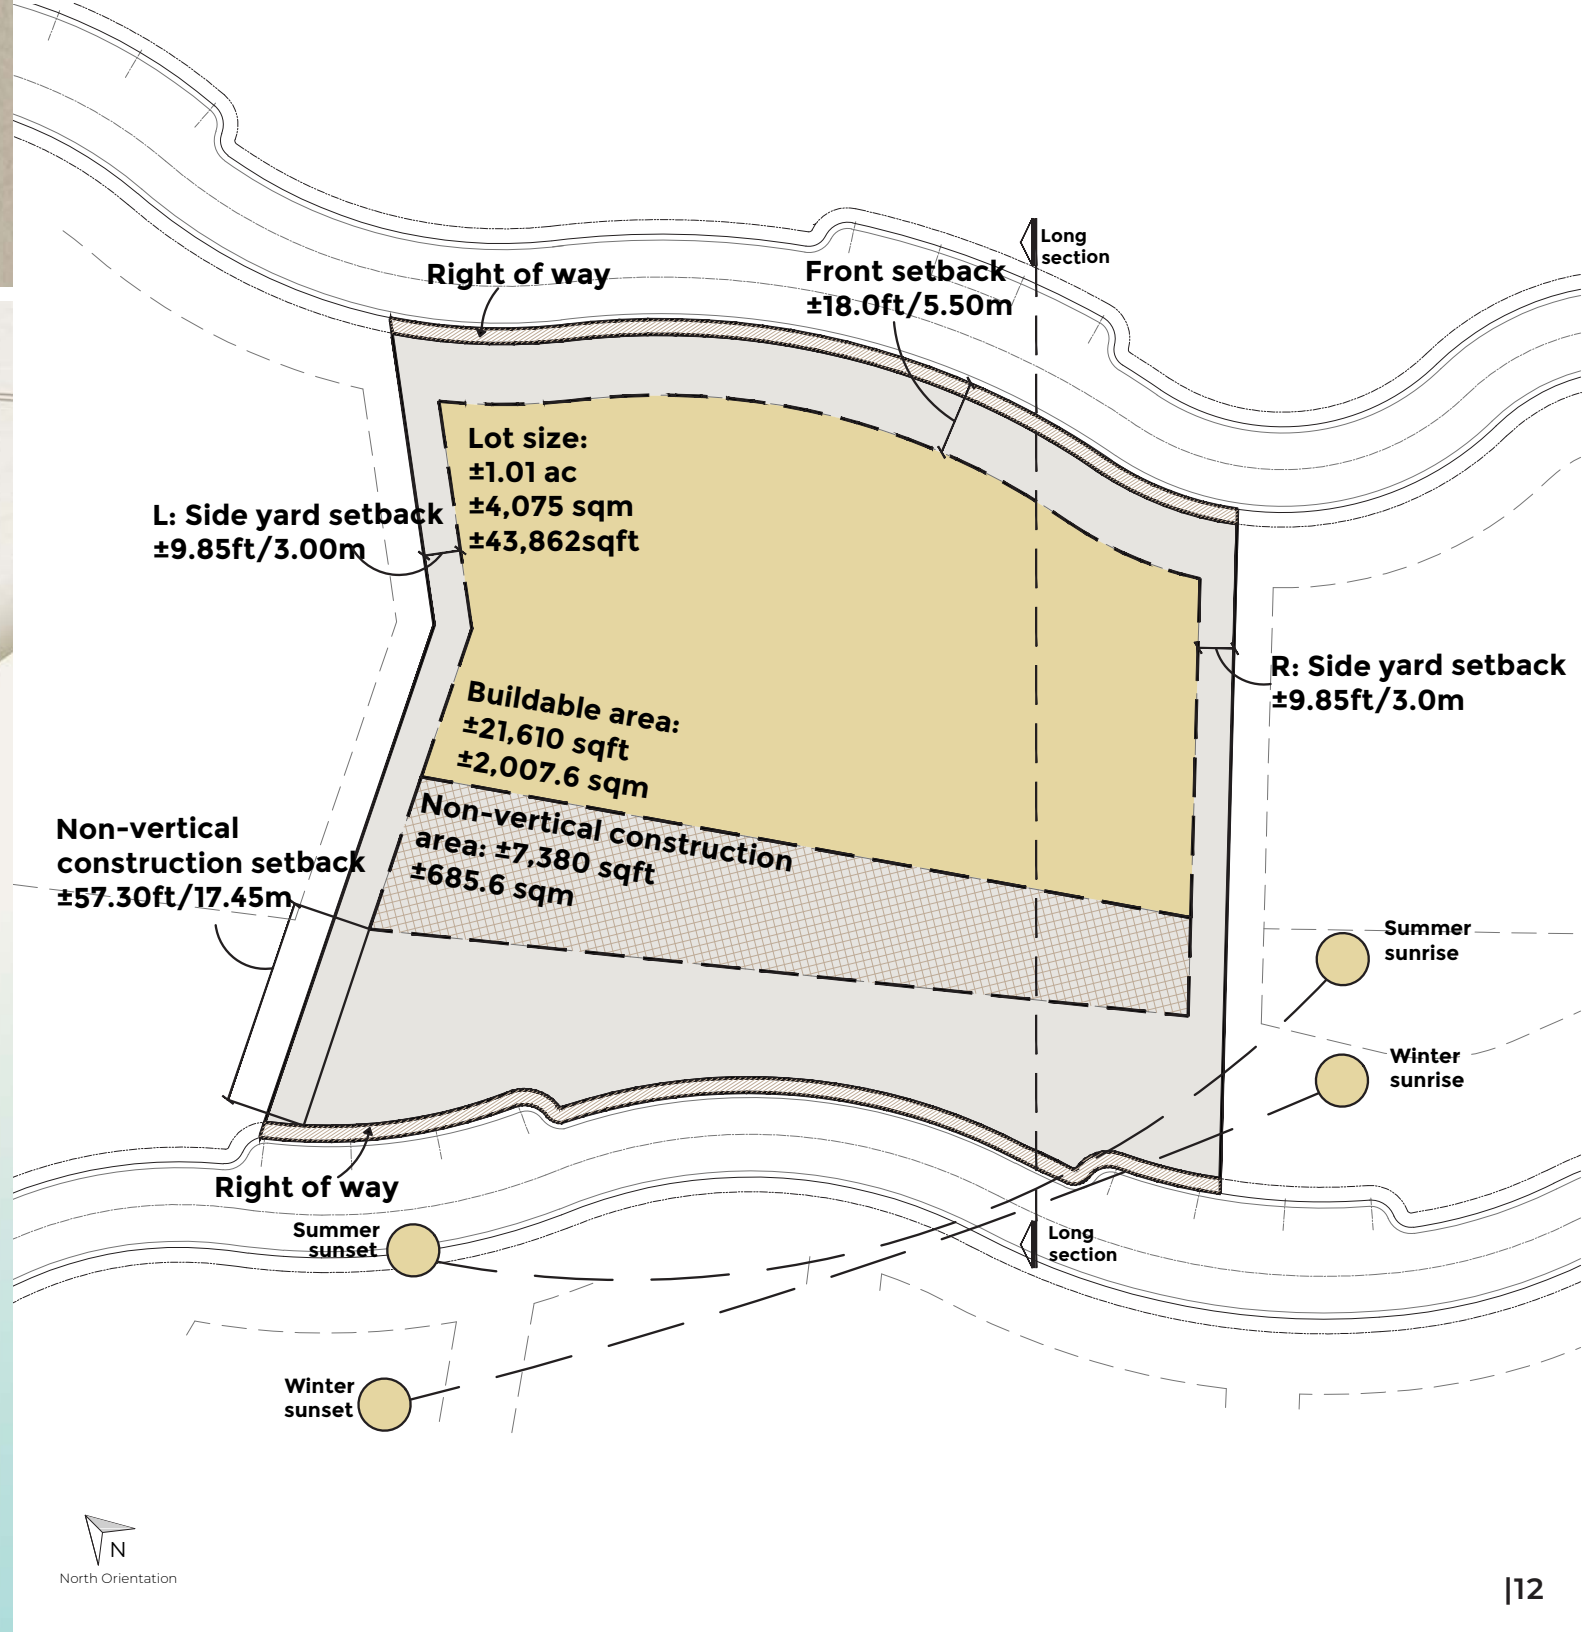 Long
section
Right of way
Front setback
±18.0ft/5.50m
Lot size:
±1.01 ac
±4,075 sqm
±43,862sqft
L: Side yard setback
±9.85ft/3.00m
R: Side yard setback
±9.85ft/3.0m
Buildable area:
±21,610 sqft
±2,007.6 sqm
Non-vertical construction
area: ±7,380 sqft
±685.6 sqm
Non-vertical
construction setback
±57.30ft/17.45m
Summer
sunrise
Winter
sunrise
Right of way
Summer
sunset
Long
section
Winter
sunset
N
North Orientation
|12